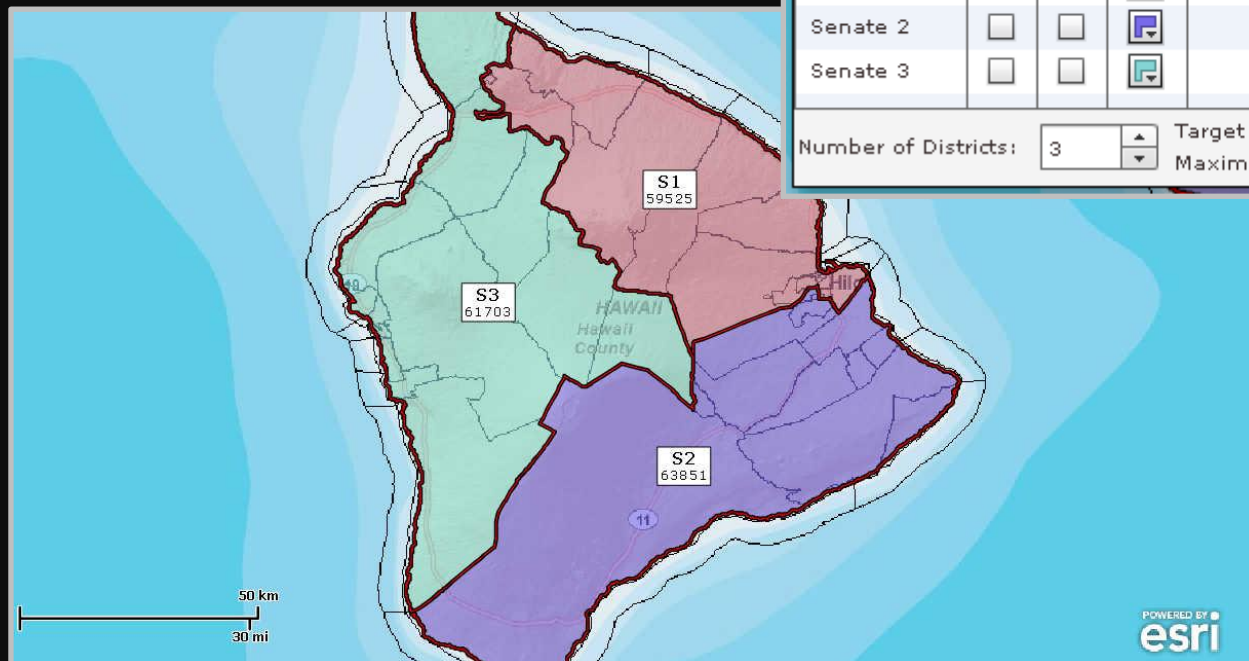 Senate 2
Senate 3
Number of Districts: 3
Target
Maxim
S1
59525
S3
61703
HAWAII
Hawaii
County
Hilo
S2
63851
11
50 km
30 mi
POWERED BY
esri